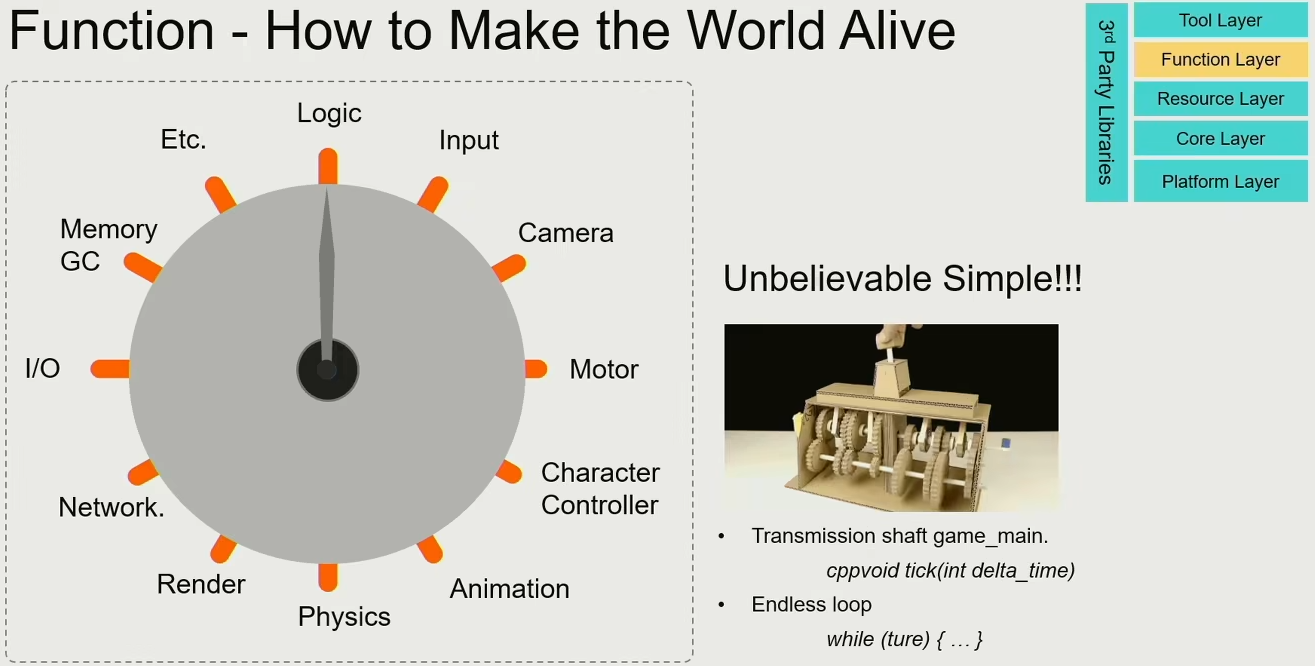 Function - How to Make the World Alive
3rd Party Libraries
Tool Layer
Function Layer
Resource Layer
Core Layer
Platform Layer
Logic
Input
Camera
Motor
Character
Controller
Animation
Physics
Render
Network.
I/O
Memory
GC
Etc.
Unbelievable Simple!!!
• Transmission shaft game_main.
cppvoid tick(int delta_time)
• Endless loop
while (ture) { … }